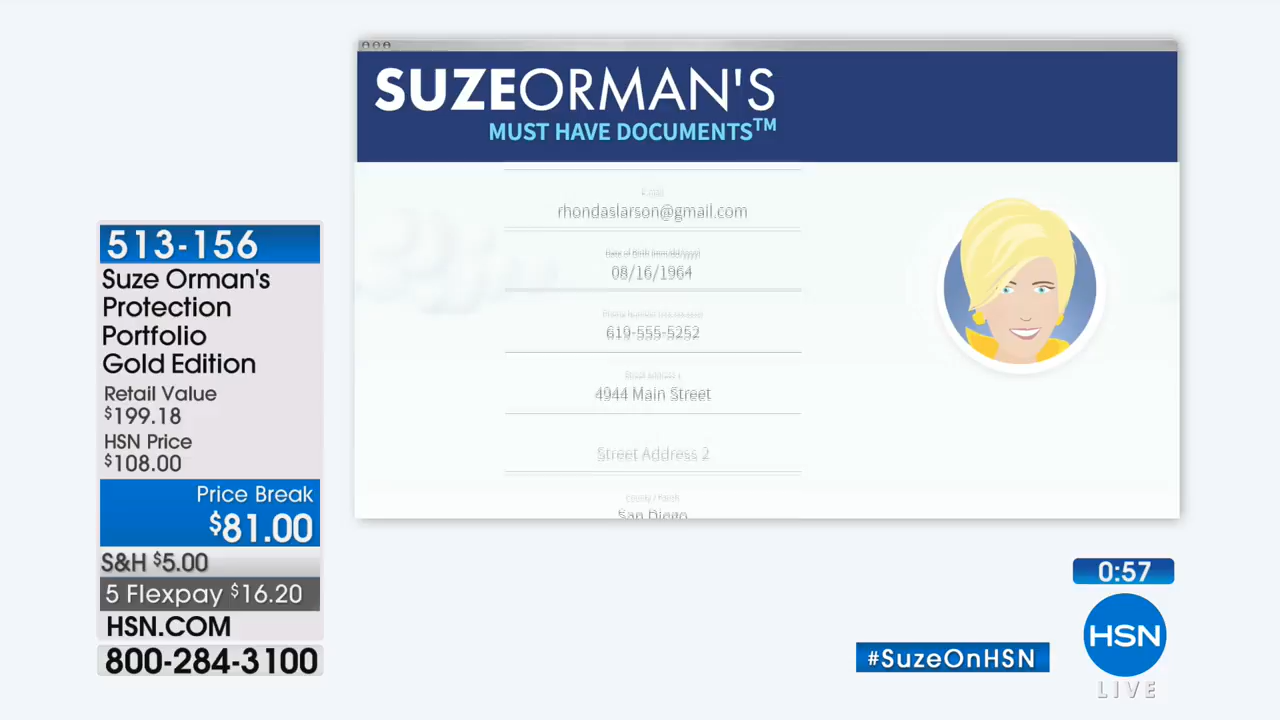 SUZEORMAN'S
MUST HAVE DOCUMENTS™
rhondaslarson@gmail.com
08/16/1964
619-555-5252
4944 Main Street
Street Address 2
San Diego
513-156
Suze Orman's
Protection
Portfolio
Gold Edition
Retail Value
$199.18
HSN Price
$108.00
Price Break
$81.00
S&H $5.00
5 Flexpay $16.20
HSN.COM
800-284-3100
0:57
HSN
LIVE
#SuzeOnHSN